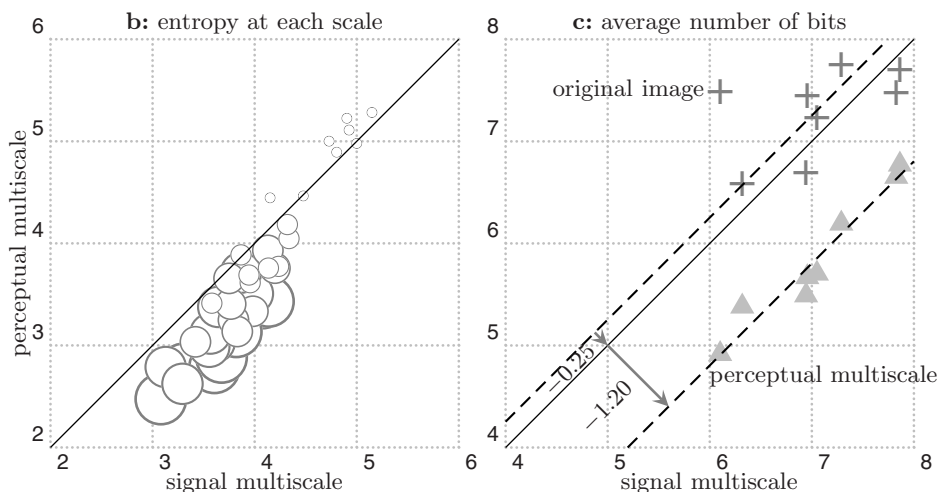 b: entropy at each scale
6
5
4
3
2
2 3 4 5 6
perceptual multiscale
signal multiscale
c: average number of bits
8
7
6
5
4
4 5 6 7 8
original image
−0.25
−1.20
perceptual multiscale
signal multiscale